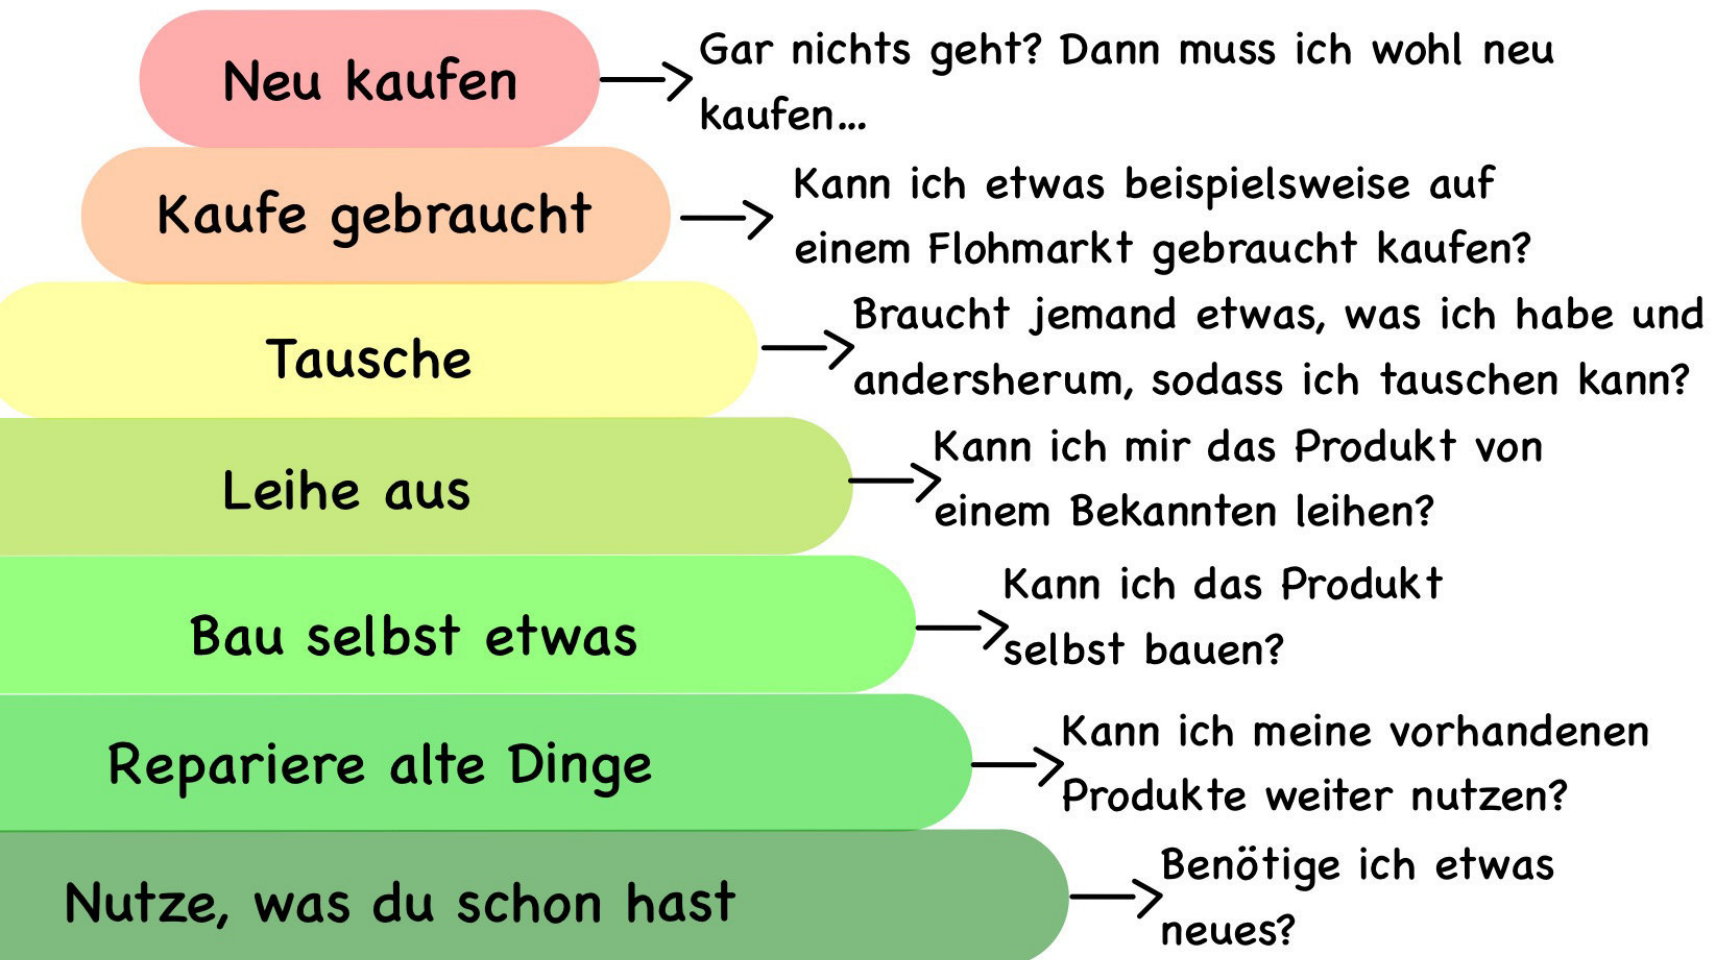 Neu kaufen
Gar nichts geht? Dann muss ich wohl neu
kaufen...
Kaufe gebraucht
Kann ich etwas beispielsweise auf
einem Flohmarkt gebraucht kaufen?
Tausche
Braucht jemand etwas, was ich habe und
andersherum, sodass ich tauschen kann?
Leihe aus
Kann ich mir das Produkt von
einem Bekannten leihen?
Bau selbst etwas
Kann ich das Produkt
selbst bauen?
Repariere alte Dinge
Kann ich meine vorhandenen
Produkte weiter nutzen?
Nutze, was du schon hast
Benötige ich etwas
neues?